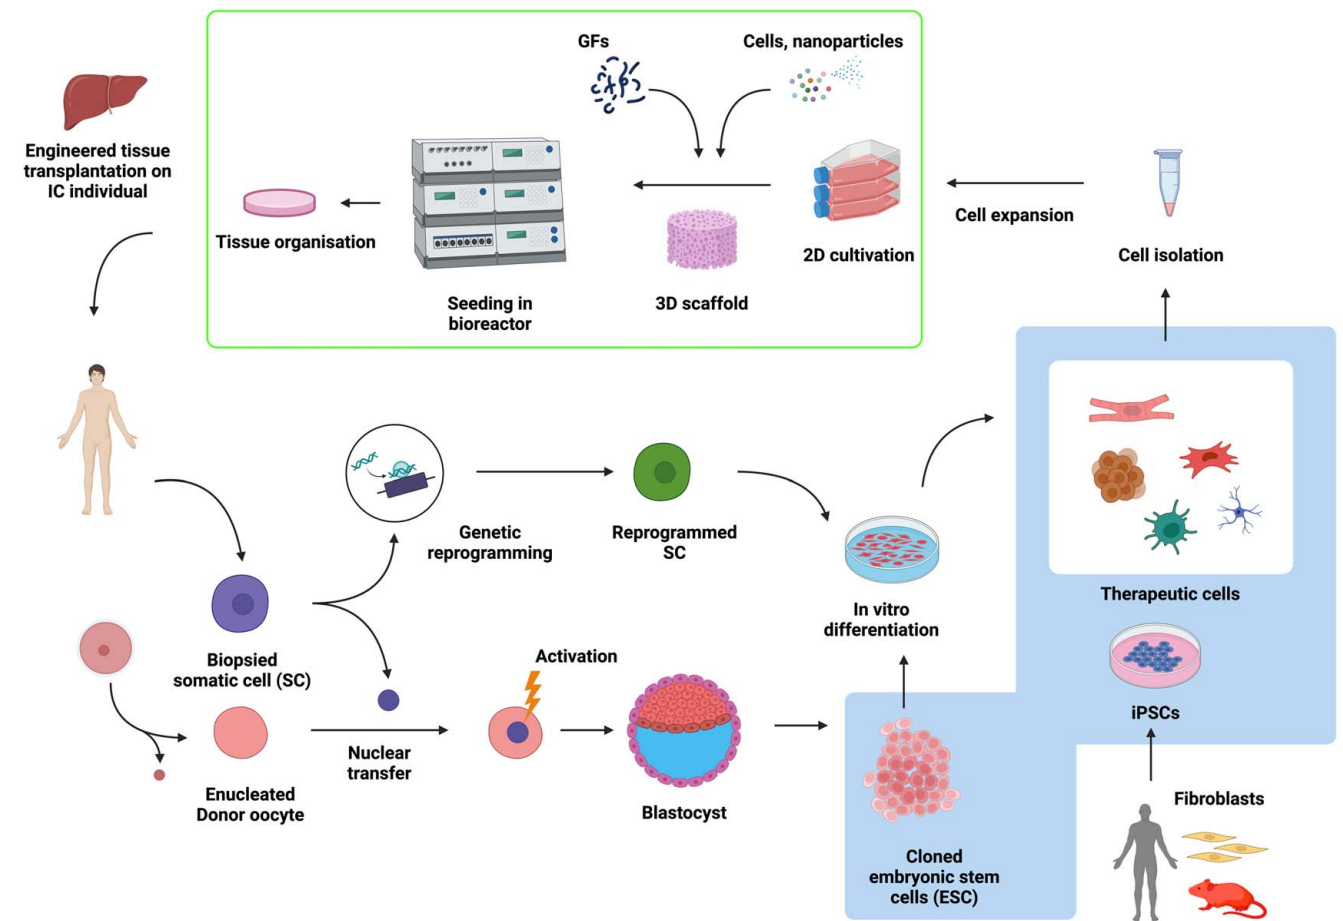 GFs
Cells, nanoparticles
Engineered tissue
transplantation on
IC individual
Tissue organisation
Seeding in
bioreactor
3D scaffold
2D cultivation
Cell expansion
Cell isolation
Genetic
reprogramming
Reprogrammed
SC
In vitro
differentiation
Therapeutic cells
iPSCs
Biopsied
somatic cell (SC)
Activation
Nuclear
transfer
Enucleated
Donor oocyte
Blastocyst
Cloned
embryonic stem
cells (ESC)
Fibroblasts